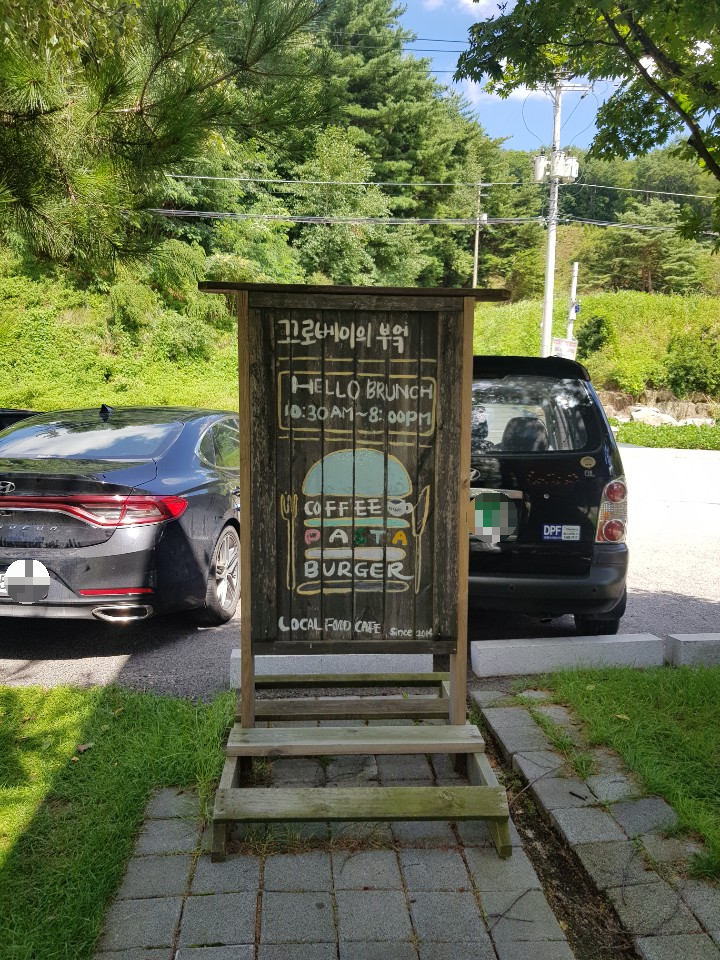 끄로베이의 부엌
HELLO BRUNCH
10:30AM~8:00PM
COFFEE
PASTA
BURGER
LOCAL FOOD CAFE since 2014
DPF